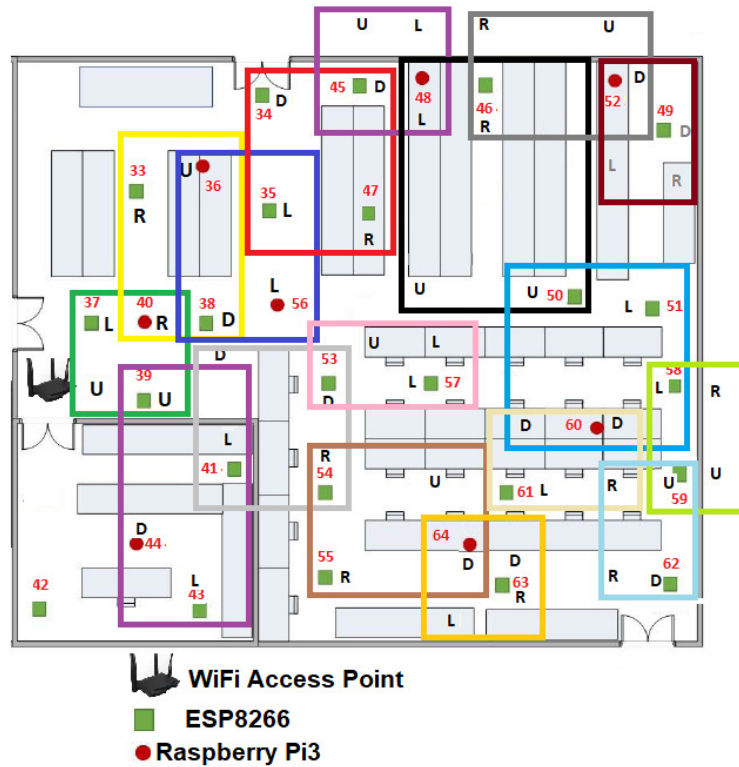 U L R U
45 D 48 46 52 D
34 D L R 49 D
33 U 36 L R
R 35 L 47
R
L U U 50 L 51
37 L 40 R 38 D 56
D U L
53 58
U 39 U D 57 L R
L D 60 D
41 R
54 U 61 L R U U
59
D
44 64
D D
42 L 43 55 R 63 R D 62
R
L
WiFi Access Point
ESP8266
Raspberry Pi3